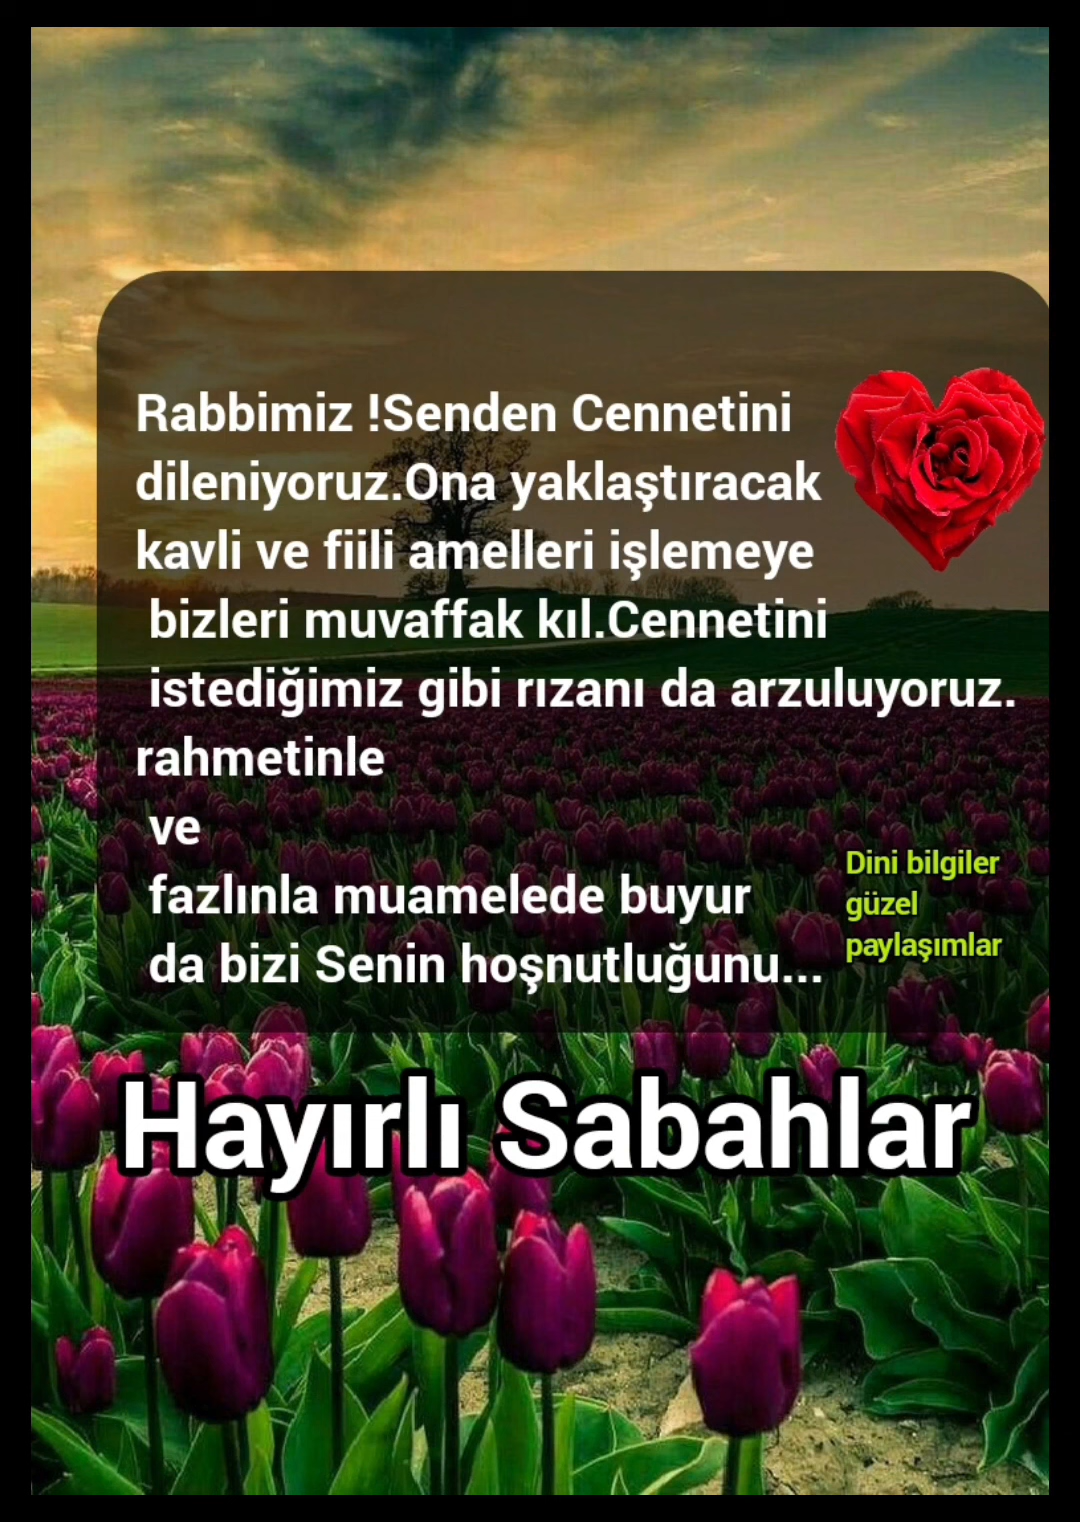 Rabbimiz !Senden Cennetini
dileniyoruz.Ona yaklaştıracak
kavli ve fiili amelleri işlemeye
bizleri muvaffak kıl.Cennetini
istediğimiz gibi rızanı da arzuluyoruz.
rahmetinle
ve
fazlınla muamelede buyur
da bizi Senin hoşnutluğunu...
Dini bilgiler
güzel
paylaşımlar
Hayırlı Sabahlar